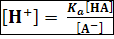 [H⁺] = Kₐ[HA] / [A⁻]